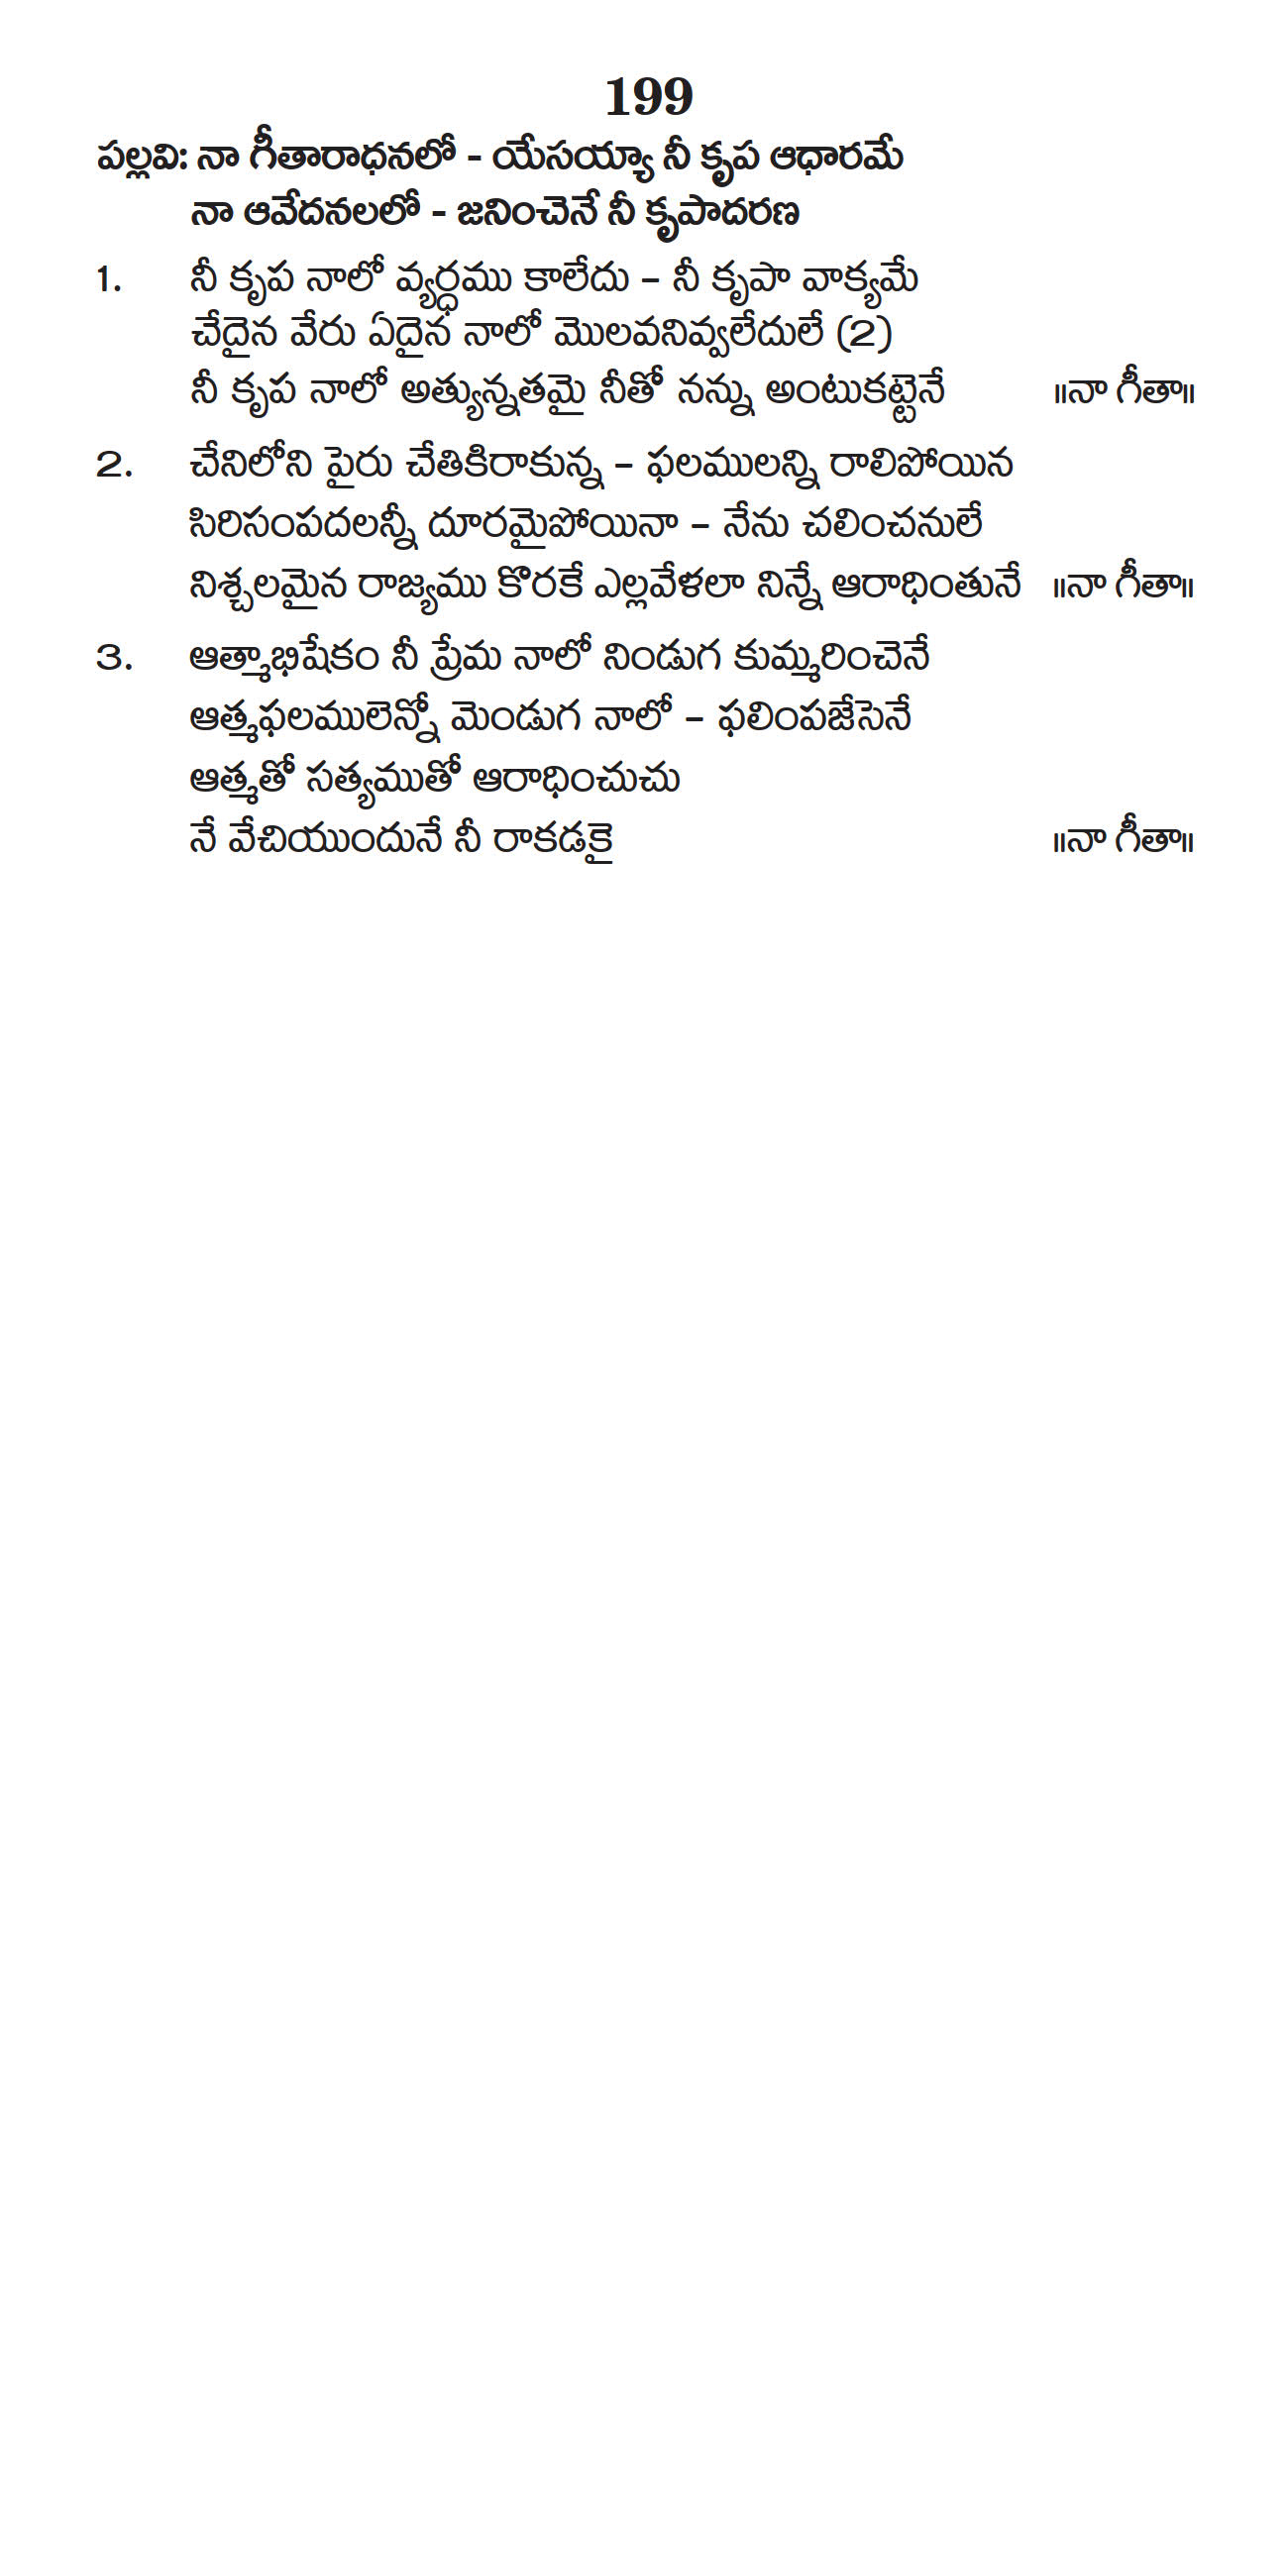 199
పల్లవి: నా గీతారాధనలో - యేసయ్యా నీ కృప ఆధారమే
నా ఆవేదనలలో - జనించెనే నీ కృపాదరణ
1. నీ కృప నాలో వ్యర్ధము కాలేదు – నీ కృపా వాక్యమే
చేదైన వేరు ఏదైన నాలో మొలవనివ్వలేదులే (2)
నీ కృప నాలో అత్యున్నతమై నీతో నన్ను అంటుకట్టెనే ॥నా గీతా॥
2. చేనిలోని పైరు చేతికిరాకున్న – ఫలములన్ని రాలిపోయిన
సిరిసంపదలన్నీ దూరమైపోయినా – నేను చలించనులే
నిశ్చలమైన రాజ్యము కొరకే ఎల్లవేళలా నిన్నే ఆరాధింతునే ॥నా గీతా॥
3. ఆత్మాభిషేకం నీ ప్రేమ నాలో నిండుగ కుమ్మరించెనే
ఆత్మఫలములెన్నో మెండుగ నాలో – ఫలింపజేసెనే
ఆత్మతో సత్యముతో ఆరాధించుచు
నే వేచియుందునే నీ రాకడకై ॥నా గీతా॥